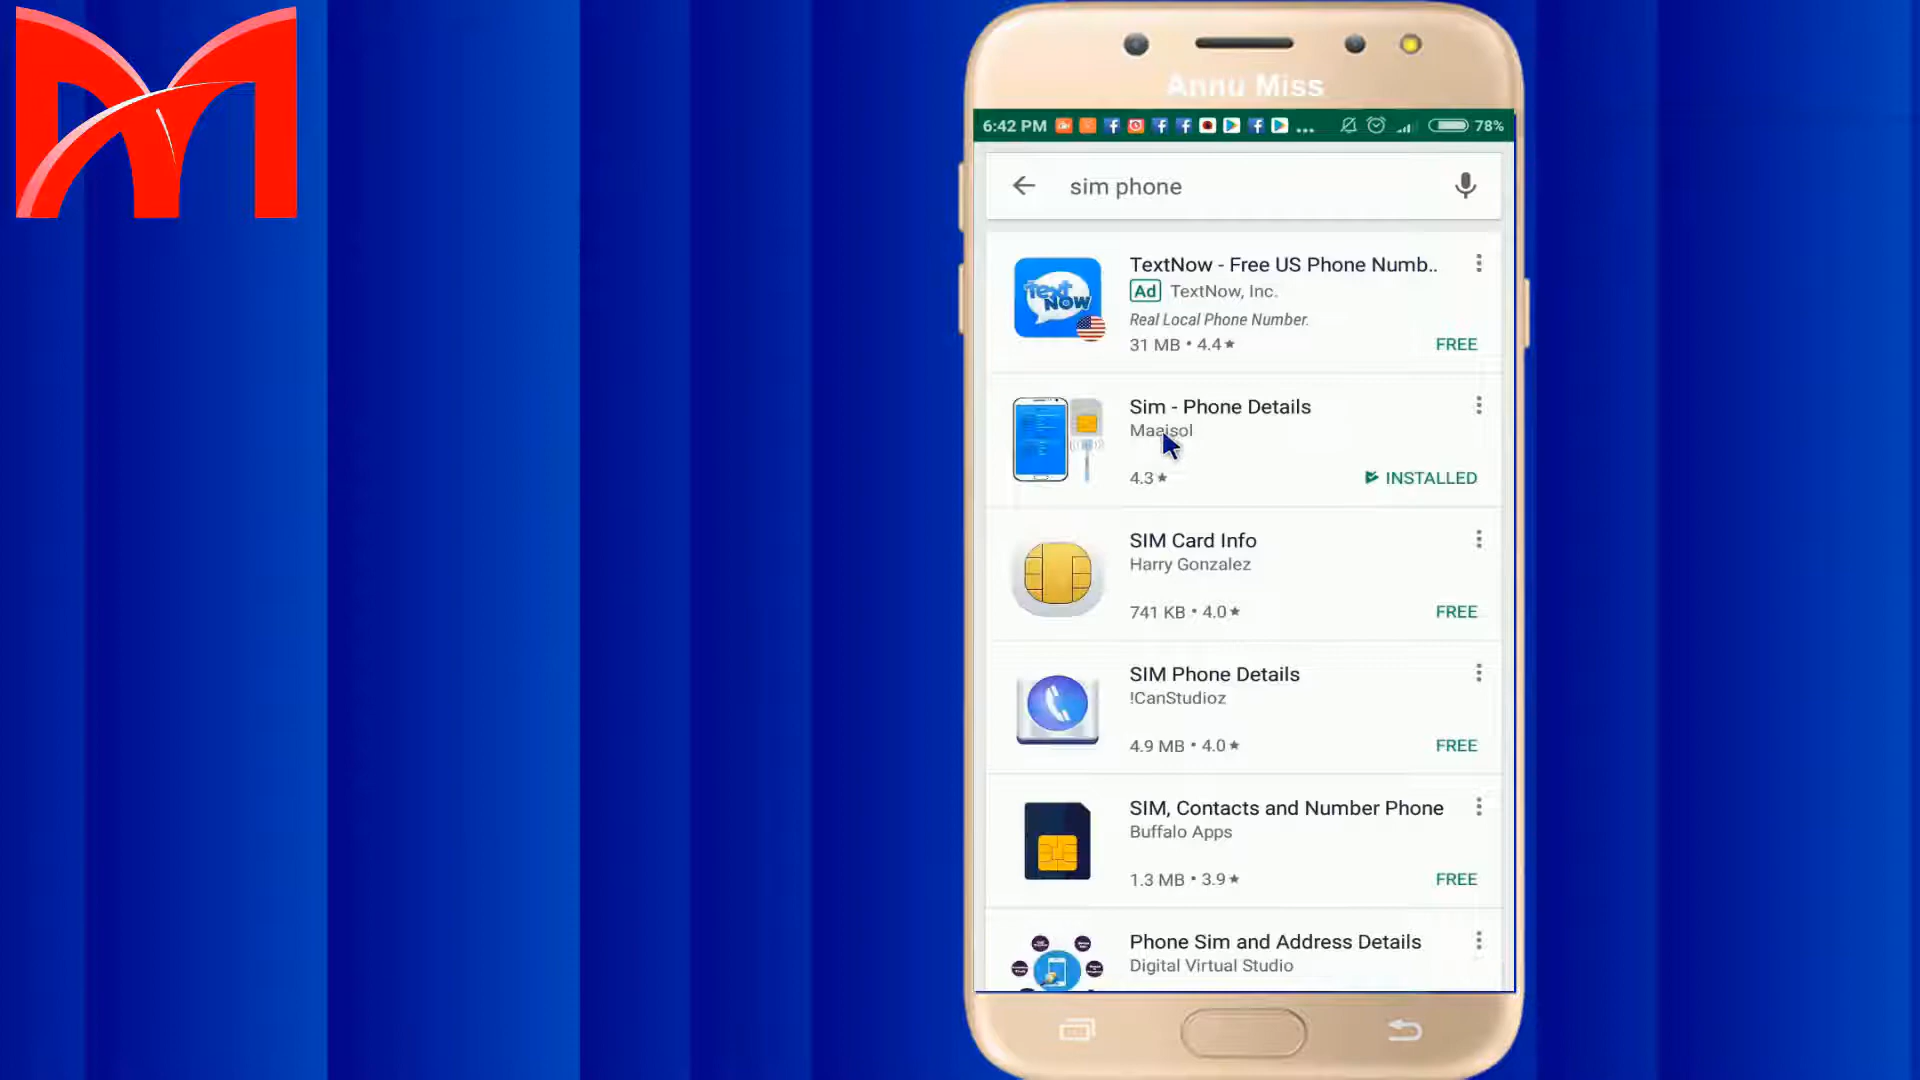 Annu Miss
6:42 PM ... 78%
sim phone
TextNow - Free US Phone Numb..
Ad TextNow, Inc.
Real Local Phone Number.
31 MB • 4.4★
FREE
text NOW
Sim - Phone Details
Maaisol
4.3★
INSTALLED
SIM Card Info
Harry Gonzalez
741 KB • 4.0★
FREE
SIM Phone Details
!CanStudioz
4.9 MB • 4.0★
FREE
SIM, Contacts and Number Phone
Buffalo Apps
1.3 MB • 3.9★
FREE
Phone Sim and Address Details
Digital Virtual Studio